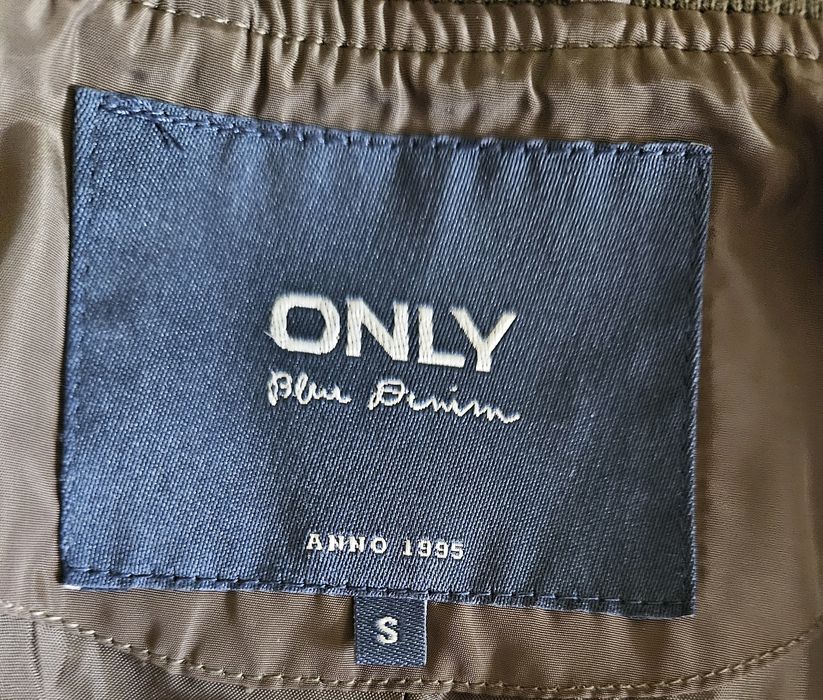 ONLY
Blue Denim
ANNO 1995
S